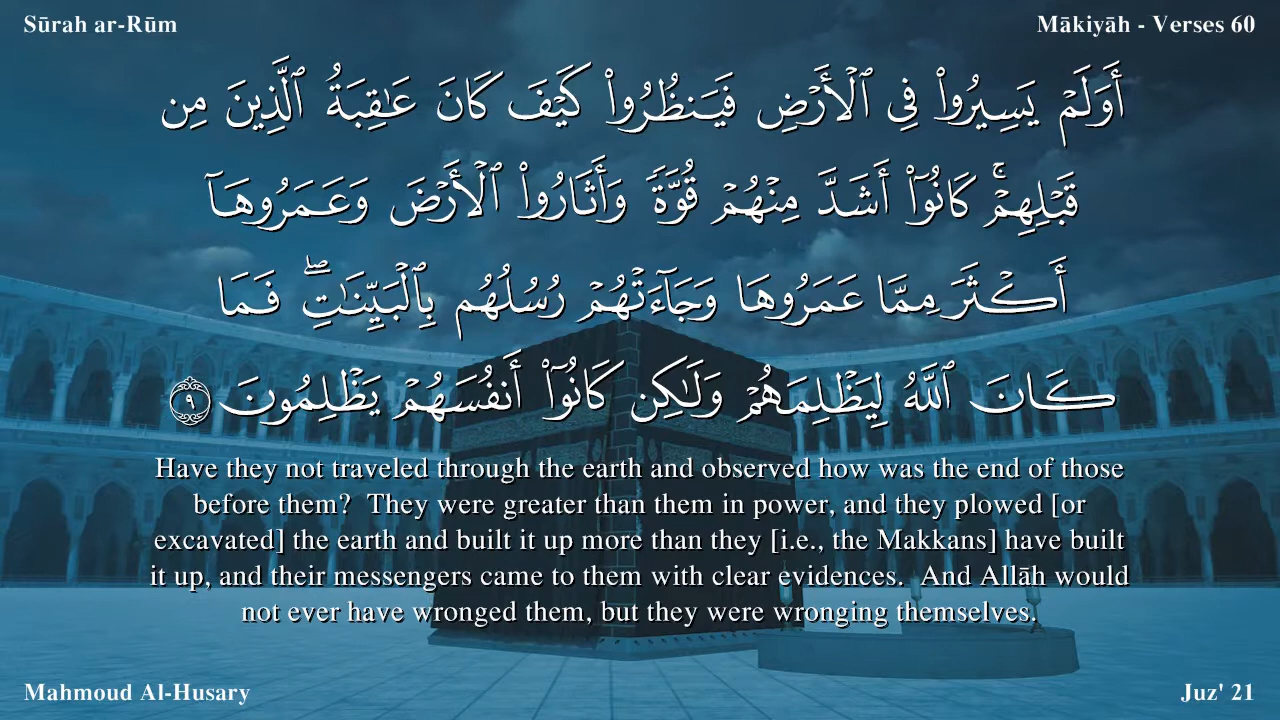 Sūrah ar-Rūm
Mākiyāh - Verses 60
أَوَلَمۡ يَسِيرُواْ فِي ٱلۡأَرۡضِ فَيَنظُرُواْ كَيۡفَ كَانَ عَٰقِبَةُ ٱلَّذِينَ مِن
قَبۡلِهِمۡۚ كَانُوٓاْ أَشَدَّ مِنۡهُمۡ قُوَّةٗ وَأَثَارُواْ ٱلۡأَرۡضَ وَعَمَرُوهَآ
أَكۡثَرَ مِمَّا عَمَرُوهَا وَجَآءَتۡهُمۡ رُسُلُهُم بِٱلۡبَيِّنَٰتِۖ فَمَا
كَانَ ٱللَّهُ لِيَظۡلِمَهُمۡ وَلَٰكِن كَانُوٓاْ أَنفُسَهُمۡ يَظۡلِمُونَ ٩
Have they not traveled through the earth and observed how was the end of those
before them?  They were greater than them in power, and they plowed [or
excavated] the earth and built it up more than they [i.e., the Makkans] have built
it up, and their messengers came to them with clear evidences.  And Allāh would
not ever have wronged them, but they were wronging themselves.
Mahmoud Al-Husary
Juz' 21